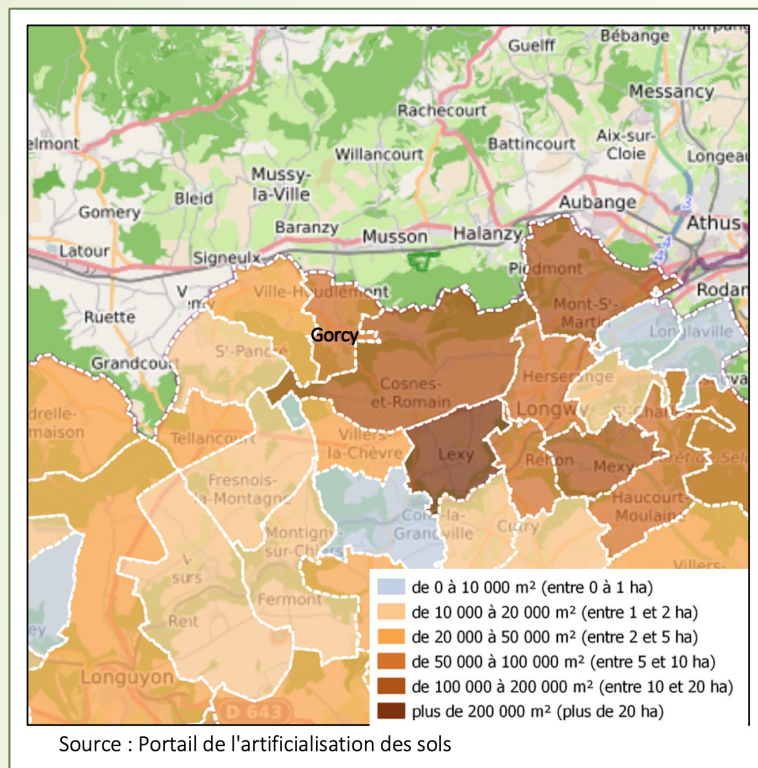 Bébange
Guelff
Messancy
Rachecourt
Aix-sur-
Cloie
elmont
Battincourt
Willancourt
Longeau
Mussy-
la-Ville
Bleid
Aubange
Gomery
Athus
Baranzy
Musson
Halanzy
Latour
Signeulx
Piedmont
Rodan
Ville-Houdlémont
Mont-St-
Martin
Ruette
Gorcy
Longlaville
St-Pancré
Grandcourt
Cosnes-
et-Romain
Herserange
Longwy
drelle-
maison
Tellancourt
Villers-
la-Chèvre
Lexy
Réhon
Mexy
Fresnois-
la-Montagne
Haucourt-
Moulaine
Cons-la-
Grandville
Cutry
Montigny-
sur-Chiers
Villers-
Fermont
Longuyon
D 643
de 0 à 10 000 m² (entre 0 à 1 ha)
de 10 000 à 20 000 m² (entre 1 et 2 ha)
de 20 000 à 50 000 m² (entre 2 et 5 ha)
de 50 000 à 100 000 m² (entre 5 et 10 ha)
de 100 000 à 200 000 m² (entre 10 et 20 ha)
plus de 200 000 m² (plus de 20 ha)
Source : Portail de l'artificialisation des sols